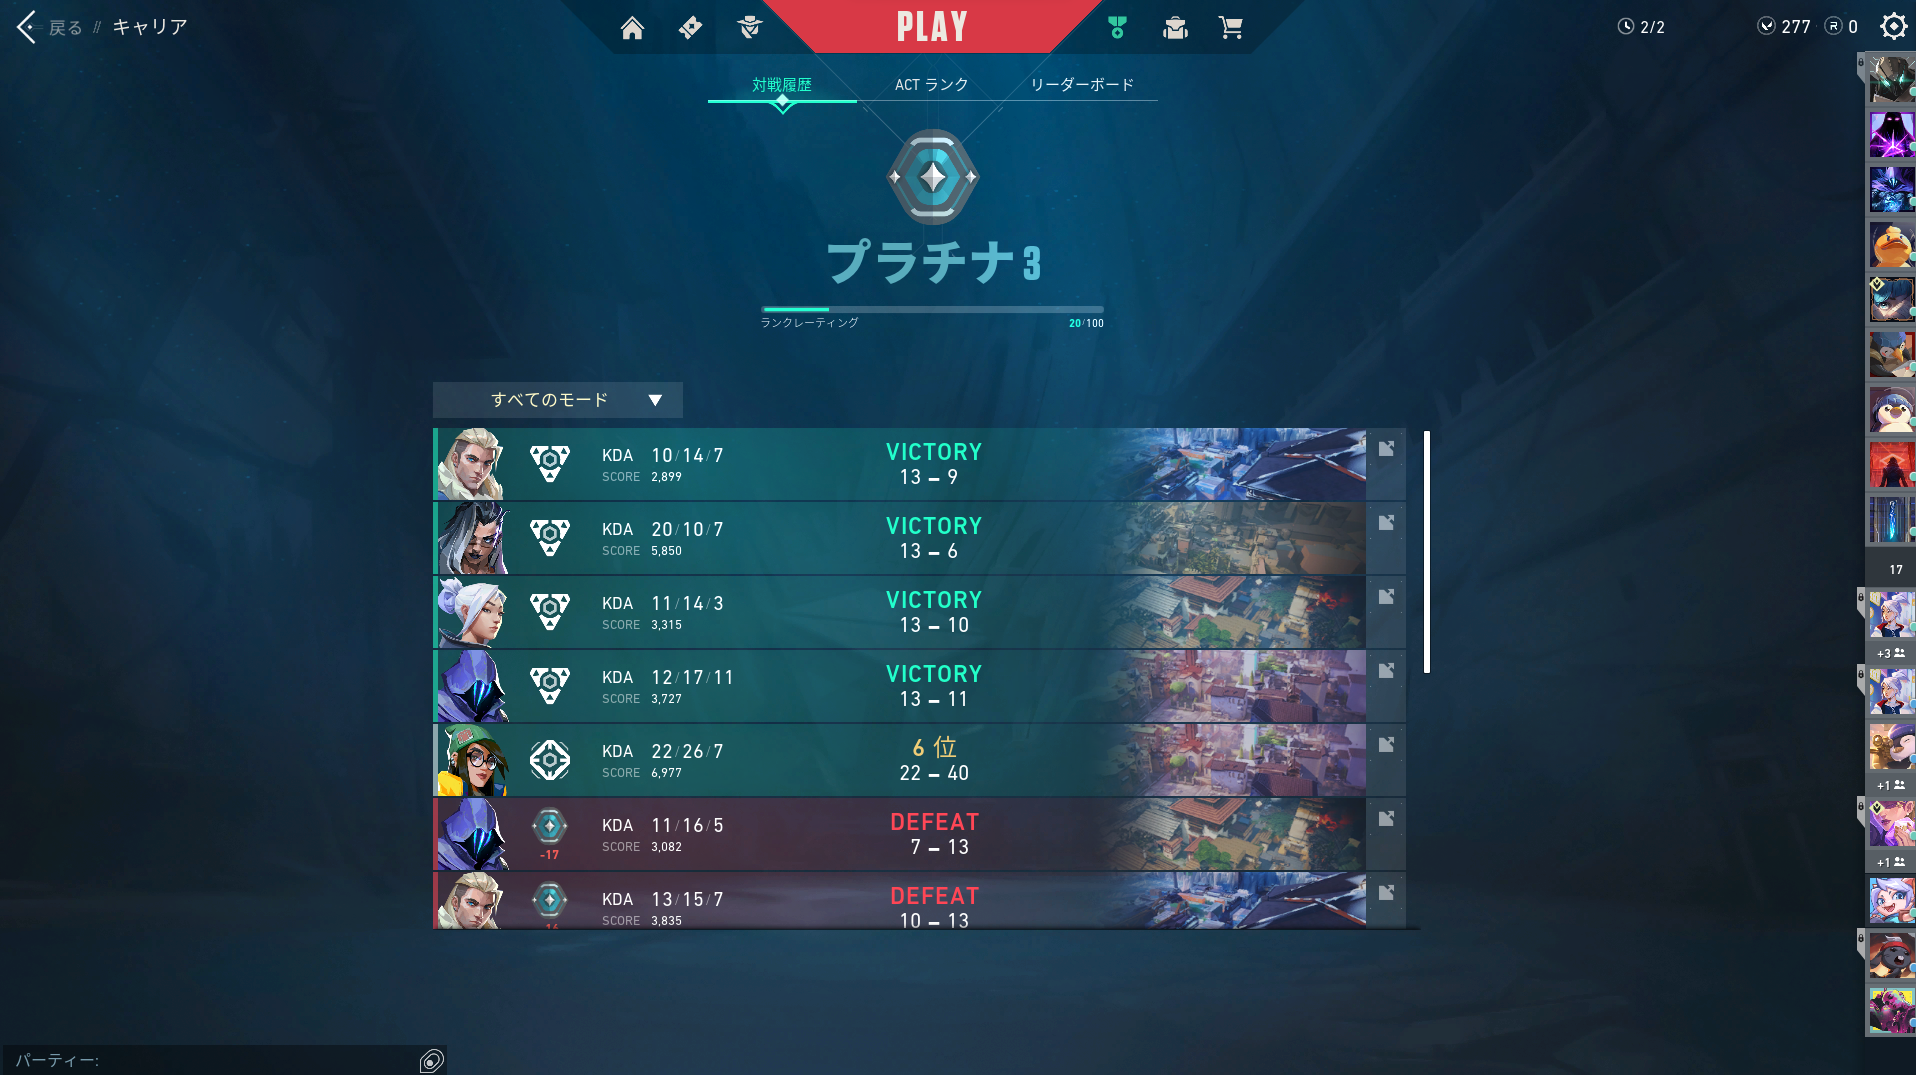 戻る // キャリア
PLAY
2/2
277 R 0
対戦履歴 ACT ランク リーダーボード
プラチナ 3
ランクレーティング 20/100
すべてのモード ▼
KDA 10/14/7 VICTORY
SCORE 2,899 13 – 9
KDA 20/10/7 VICTORY
SCORE 5,850 13 – 6
KDA 11/14/3 VICTORY
SCORE 3,315 13 – 10
KDA 12/17/11 VICTORY
SCORE 3,727 13 – 11
KDA 22/26/7 6 位
SCORE 6,977 22 – 40
KDA 11/16/5 DEFEAT
-17 SCORE 3,082 7 – 13
KDA 13/15/7 DEFEAT
-16 SCORE 3,835 10 – 13
17
+3
+1
+1
パーティー: